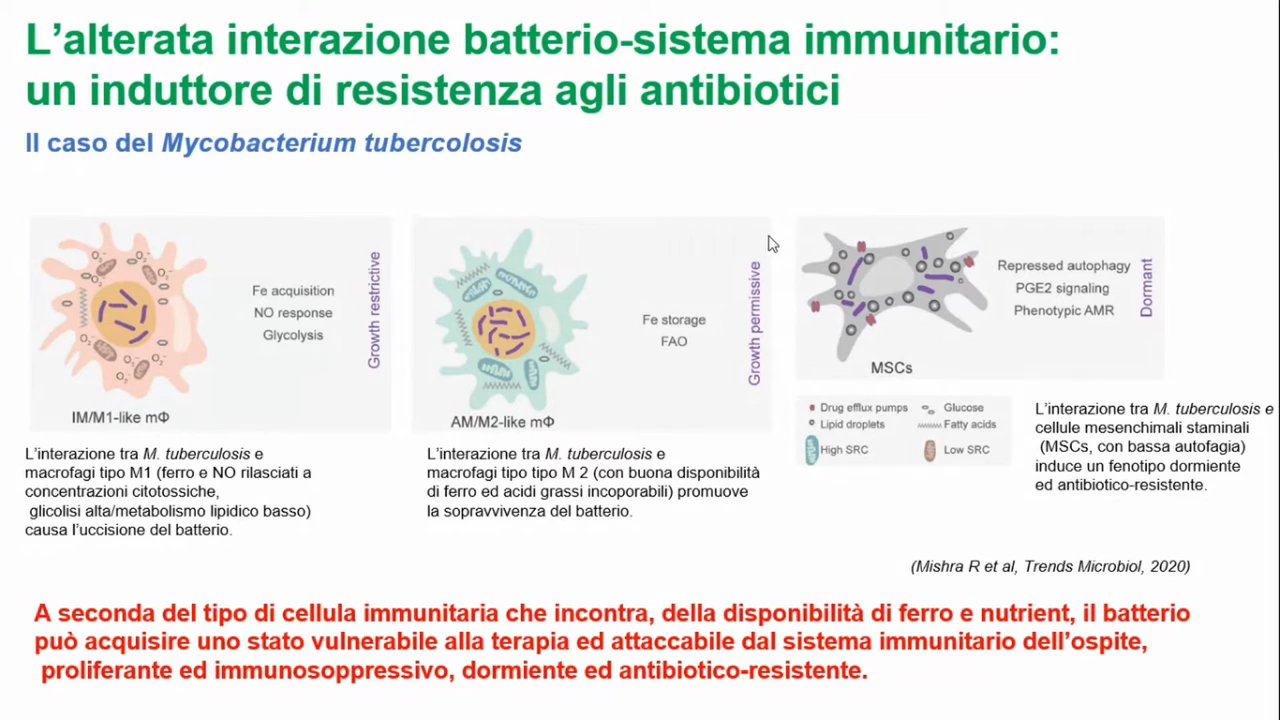 L'alterata interazione batterio-sistema immunitario:
un induttore di resistenza agli antibiotici
Il caso del Mycobacterium tubercolosis
Fe acquisition
NO response
Glycolysis
Growth restrictive
O₂⁻
O₂⁻
O₂⁻
O₂⁻
O₂⁻
IM/M1-like mΦ
L'interazione tra M. tuberculosis e
macrofagi tipo M1 (ferro e NO rilasciati a
concentrazioni citotossiche,
glicolisi alta/metabolismo lipidico basso)
causa l'uccisione del batterio.
Fe storage
FAO
Growth permissive
AM/M2-like mΦ
L'interazione tra M. tuberculosis e
macrofagi tipo tipo M 2 (con buona disponibilità
di ferro ed acidi grassi incoporabili) promuove
la sopravvivenza del batterio.
Repressed autophagy
PGE2 signaling
Phenotypic AMR
Dormant
MSCs
Drug efflux pumps
Glucose
Lipid droplets
Fatty acids
High SRC
Low SRC
L'interazione tra M. tuberculosis e
cellule mesenchimali staminali
(MSCs, con bassa autofagia)
induce un fenotipo dormiente
ed antibiotico-resistente.
(Mishra R et al, Trends Microbiol, 2020)
A seconda del tipo di cellula immunitaria che incontra, della disponibilità di ferro e nutrient, il batterio
può acquisire uno stato vulnerabile alla terapia ed attaccabile dal sistema immunitario dell'ospite,
proliferante ed immunosoppressivo, dormiente ed antibiotico-resistente.